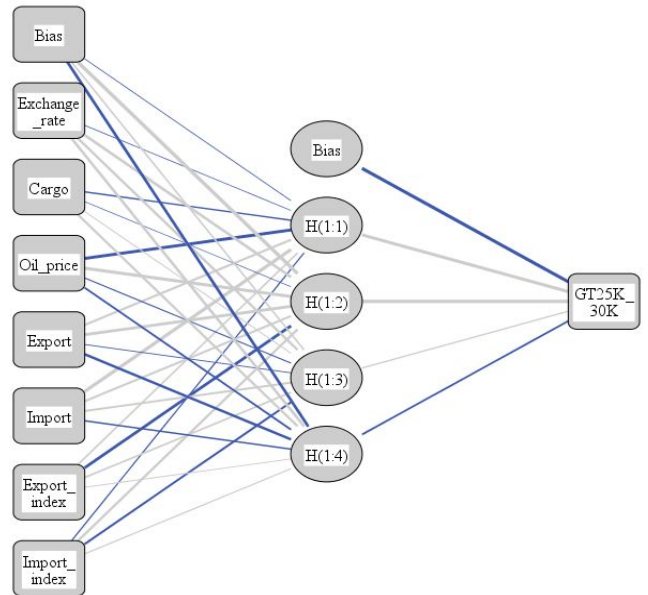 Bias
Exchange
_rate
Cargo
Oil_price
Export
Import
Export_
index
Import_
index
Bias
H(1:1)
H(1:2)
H(1:3)
H(1:4)
GT25K_
30K